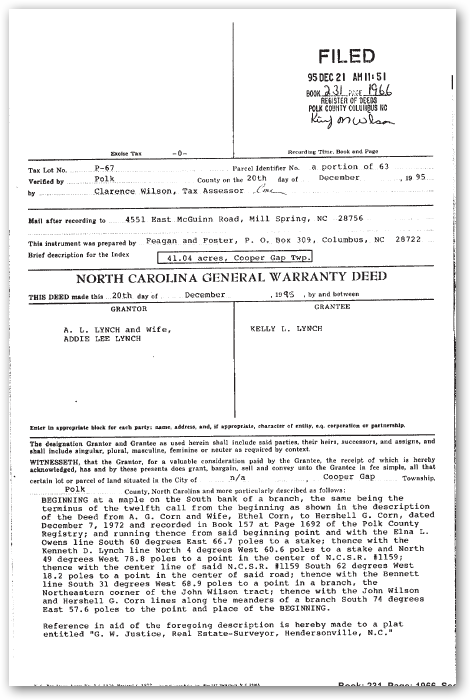 FILED
95 DEC 21 AM 11:51
BOOK 231 PAGE 1966
REGISTER OF DEEDS
POLK COUNTY COLUMBUS NC
Excise Tax -0- Recording Time, Book and Page
Tax Lot No. P-67 Parcel Identifier No. a portion of 63
Verified by Polk County on the 20th day of December, 1995
by Clarence Wilson, Tax Assessor
Mail after recording to 4551 East McGuinn Road, Mill Spring, NC 28756
This instrument was prepared by Feagan and Foster, P. O. Box 309, Columbus, NC 28722
Brief description for the Index 41.04 acres, Cooper Gap Twp.
NORTH CAROLINA GENERAL WARRANTY DEED
THIS DEED made this 20th day of December, 1995, by and between
GRANTOR GRANTEE
A. L. LYNCH and Wife, KELLY L. LYNCH
ADDIE LEE LYNCH
Enter in appropriate block for each party: name, address, and, if appropriate, character of entity, e.g. corporation or partnership.
The designation Grantor and Grantee as used herein shall include said parties, their heirs, successors, and assigns, and
shall include singular, plural, masculine, feminine or neuter as required by context.
WITNESSETH, that the Grantor, for a valuable consideration paid by the Grantee, the receipt of which is hereby
acknowledged, has and by these presents does grant, bargain, sell and convey unto the Grantee in fee simple, all that
certain lot or parcel of land situated in the City of n/a, Cooper Gap Township,
Polk County, North Carolina and more particularly described as follows:
BEGINNING at a maple on the South bank of a branch, the same being the
terminus of the twelfth call from the beginning as shown in the description
of the Deed from A. G. Corn and Wife, Ethel Corn, to Hershell G. Corn, dated
December 7, 1972 and recorded in Book 157 at Page 1692 of the Polk County
Registry; and running thence from said beginning point and with the Elna L.
Owens line South 60 degrees East 66.7 poles to a stake; thence with the
Kenneth D. Lynch line North 4 degrees West 60.6 poles to a stake and North
49 degrees West 78.8 poles to a point in the center of N.C.S.R. #1159;
thence with the center line of said N.C.S.R. #1159 South 62 degrees West
18.2 poles to a point in the center of said road; thence with the Bennett
line South 31 degrees West 68.9 poles to a point in a branch, the
Northeastern corner of the John Wilson tract; thence with the John Wilson
and Hershell G. Corn lines along the meanders of a branch South 74 degrees
East 57.6 poles to the point and place of the BEGINNING.
Reference in aid of the foregoing description is hereby made to a plat
entitled "G. W. Justice, Real Estate-Surveyor, Hendersonville, N.C."
Book: 231 Page: 1966